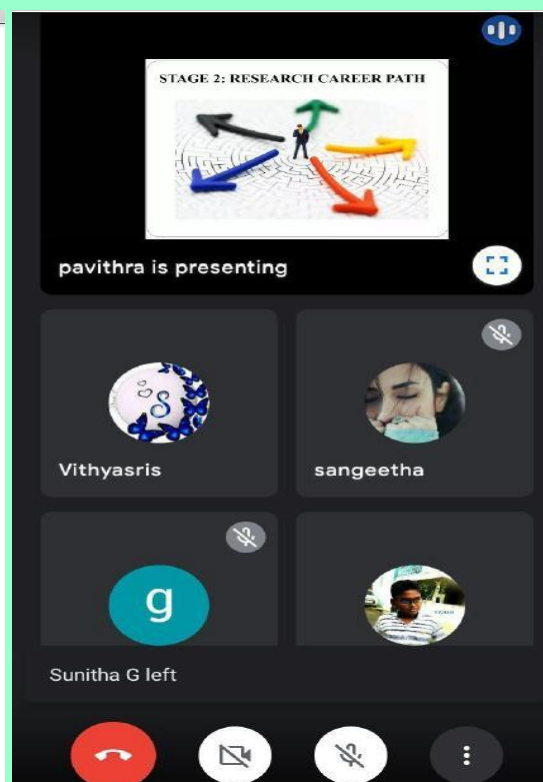 STAGE 2: RESEARCH CAREER PATH
pavithra is presenting
S
Vithyasris
sangeetha
g
Sunitha G left